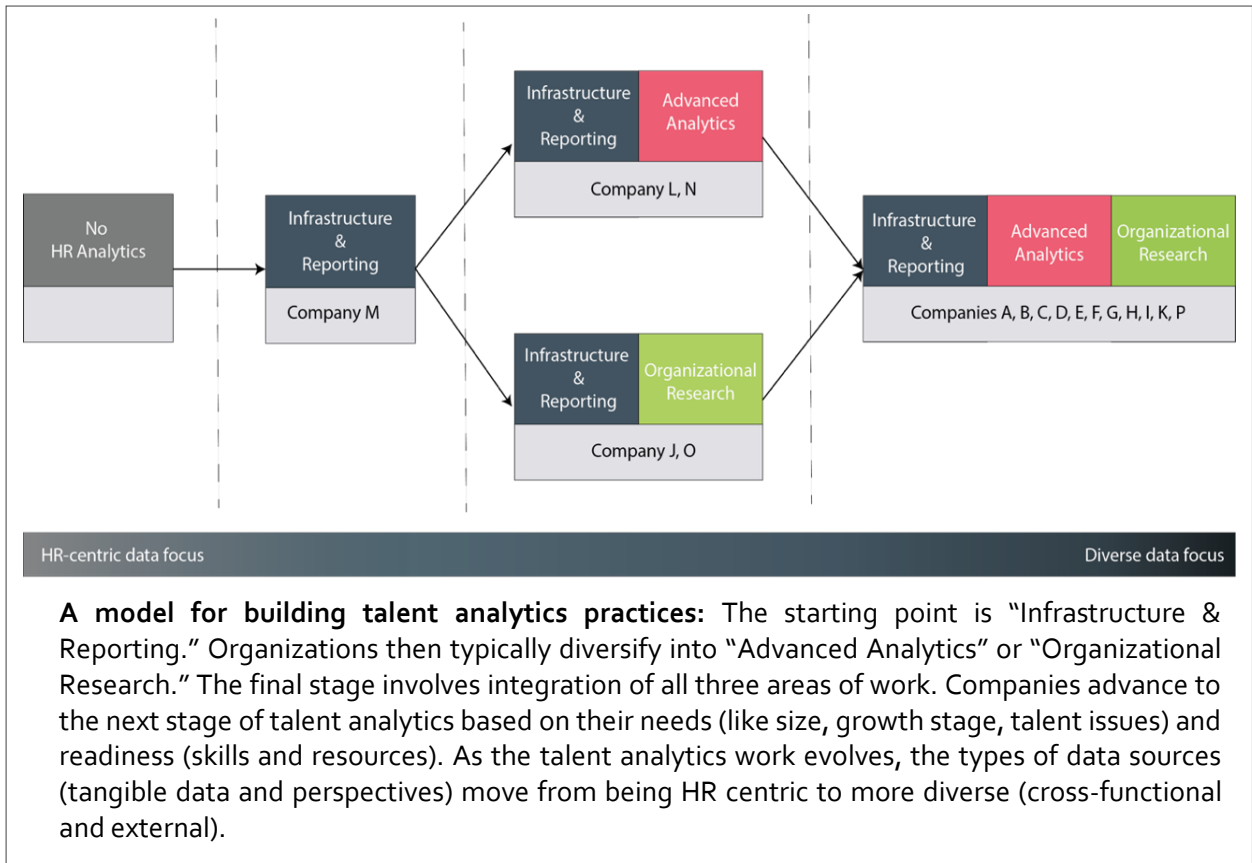 No
HR Analytics
Infrastructure
&
Reporting
Company M
Infrastructure
&
Reporting
Advanced
Analytics
Company L, N
Infrastructure
&
Reporting
Organizational
Research
Company J, O
Infrastructure
&
Reporting
Advanced
Analytics
Organizational
Research
Companies A, B, C, D, E, F, G, H, I, K, P
HR-centric data focus
Diverse data focus
A model for building talent analytics practices: The starting point is “Infrastructure &
Reporting.” Organizations then typically diversify into “Advanced Analytics” or “Organizational
Research.” The final stage involves integration of all three areas of work. Companies advance to
the next stage of talent analytics based on their needs (like size, growth stage, talent issues) and
readiness (skills and resources). As the talent analytics work evolves, the types of data sources
(tangible data and perspectives) move from being HR centric to more diverse (cross-functional
and external).